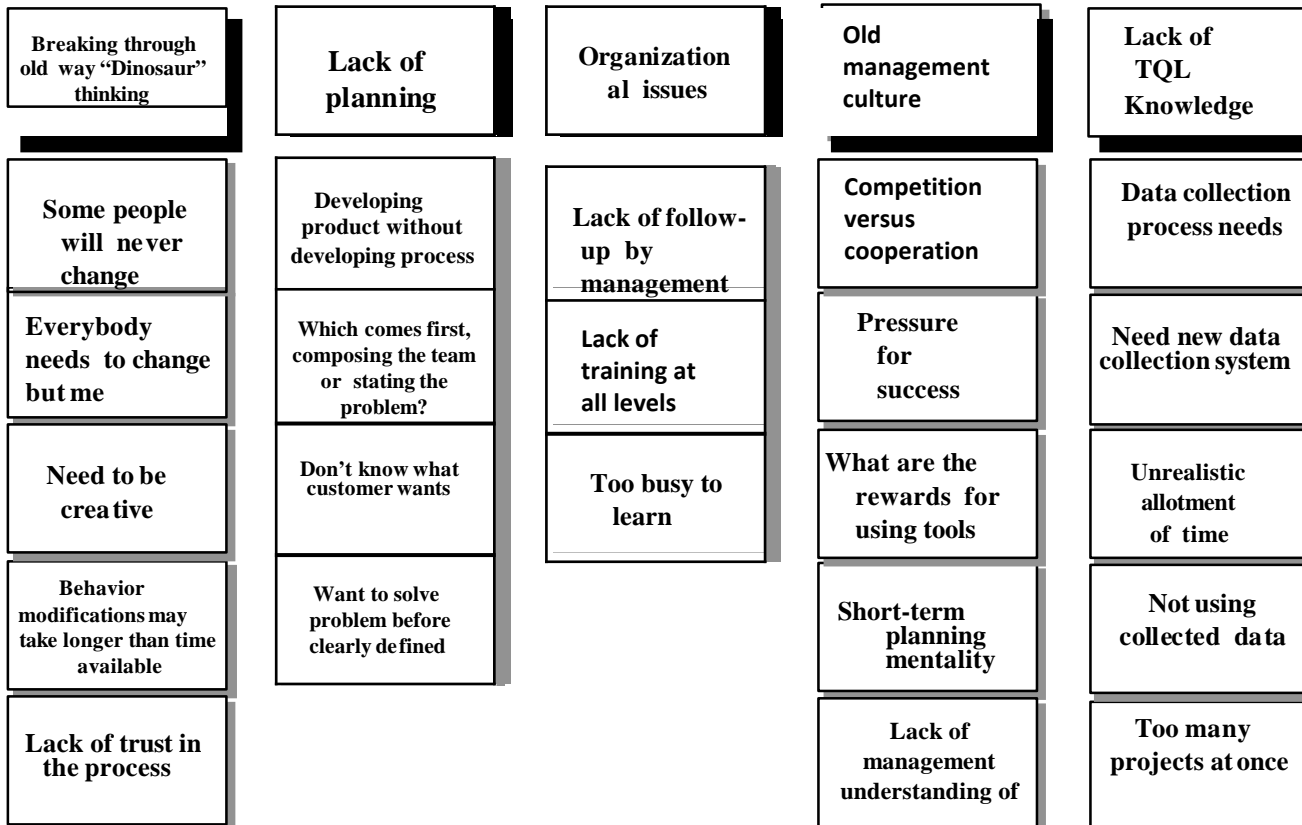 Breaking through
old way “Dinosaur”
thinking
Lack of
planning
Organization
al issues
Old
management
culture
Lack of
TQL
Knowledge
Some people
will never
change
Everybody
needs to change
but me
Need to be
creative
Behavior
modifications may
take longer than time
available
Lack of trust in
the process
Developing
product without
developing process
Which comes first,
composing the team
or stating the
problem?
Don’t know what
customer wants
Want to solve
problem before
clearly defined
Lack of follow-
up by
management
Lack of
training at
all levels
Too busy to
learn
Competition
versus
cooperation
Pressure
for
success
What are the
rewards for
using tools
Short-term
planning
mentality
Lack of
management
understanding of
Data collection
process needs
Need new data
collection system
Unrealistic
allotment
of time
Not using
collected data
Too many
projects at once